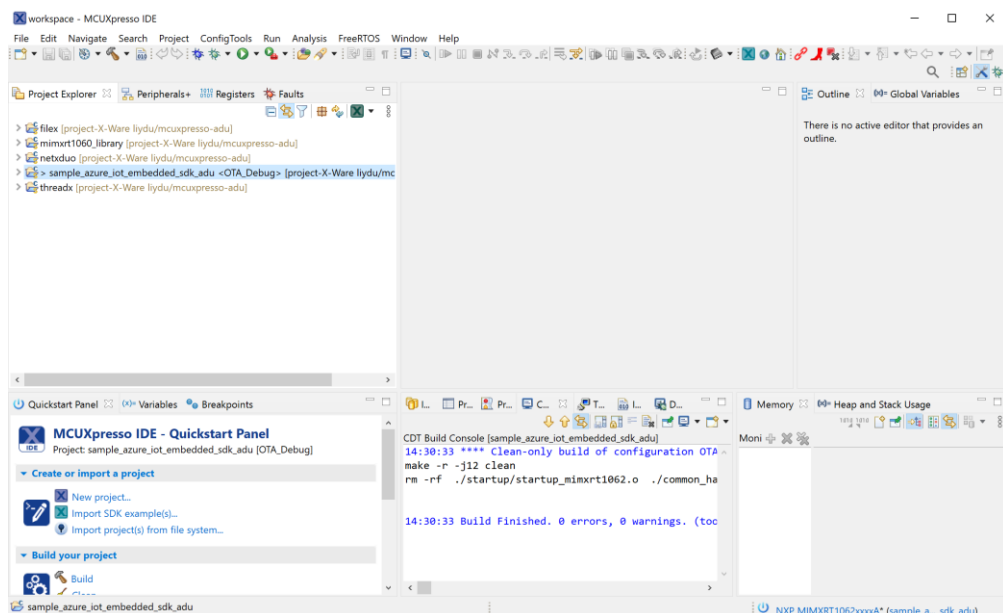 workspace - MCUXpresso IDE
File Edit Navigate Search Project ConfigTools Run Analysis FreeRTOS Window Help
Project Explorer Peripherals+ Registers Faults
filex [project-X-Ware liydu/mcuxpresso-adu]
mimxrt1060_library [project-X-Ware liydu/mcuxpresso-adu]
netxduo [project-X-Ware liydu/mcuxpresso-adu]
> sample_azure_iot_embedded_sdk_adu <OTA_Debug> [project-X-Ware liydu/mc
threadx [project-X-Ware liydu/mcuxpresso-adu]
Outline Global Variables
There is no active editor that provides an
outline.
Quickstart Panel (x)= Variables Breakpoints
IDE
MCUXpresso IDE - Quickstart Panel
Project: sample_azure_iot_embedded_sdk_adu [OTA_Debug]
Create or import a project
New project...
Import SDK example(s)...
Import project(s) from file system...
Build your project
Build
I... Pr... Pr... C... T... L... D...
CDT Build Console [sample_azure_iot_embedded_sdk_adu]
14:30:33 **** Clean-only build of configuration OTA
make -r -j12 clean
rm -rf ./startup/startup_mimxrt1062.o ./common_ha
14:30:33 Build Finished. 0 errors, 0 warnings. (too
Memory Heap and Stack Usage
Moni
sample_azure_iot_embedded_sdk_adu
NXP MIMXRT1062xxxxA* (sample_a... sdk_adu)